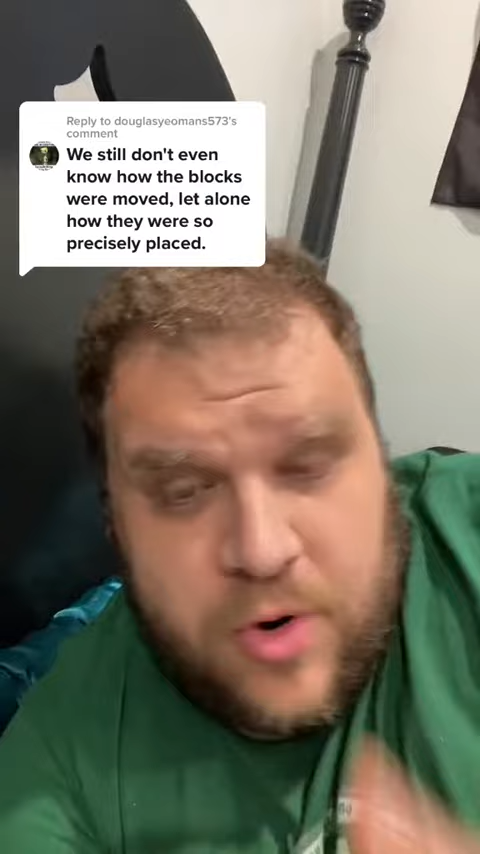 Reply to douglasyeomans573's
comment
We still don't even
know how the blocks
were moved, let alone
how they were so
precisely placed.